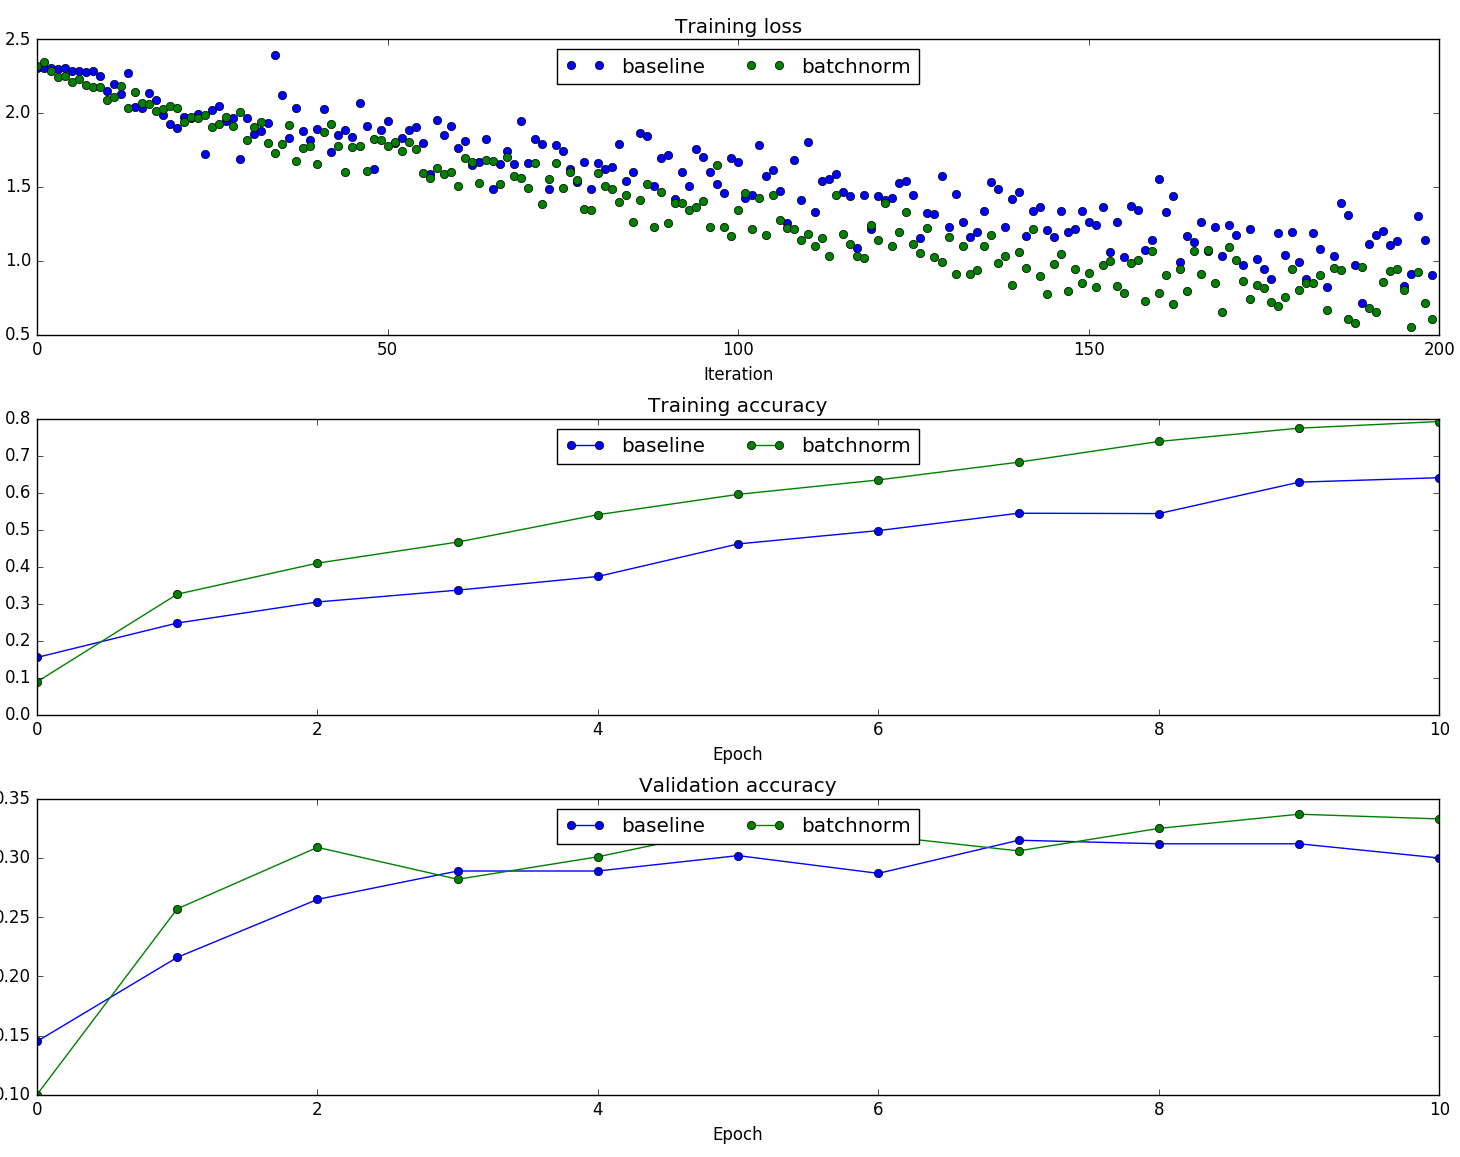 Training loss
2.5
baseline batchnorm
2.0
1.5
1.0
0.5
0 50 100 150 200
Iteration
Training accuracy
0.8
baseline batchnorm
0.7
0.6
0.5
0.4
0.3
0.2
0.1
0.0
0 2 4 6 8 10
Epoch
Validation accuracy
0.35
baseline batchnorm
0.30
0.25
0.20
0.15
0.10
0 2 4 6 8 10
Epoch